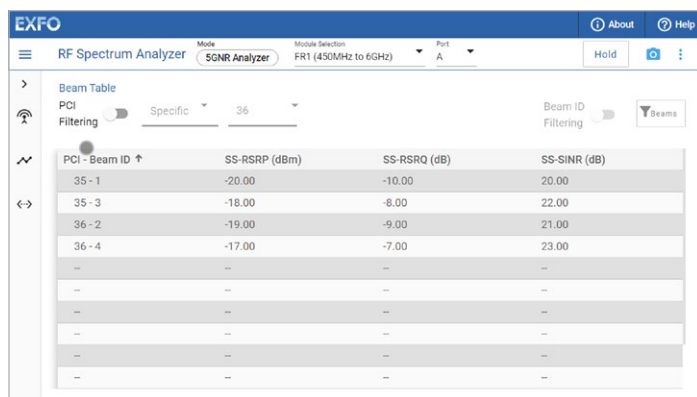 EXFO About Help
RF Spectrum Analyzer Mode 5GNR Analyzer Module Selection FR1 (450MHz to 6GHz) Port A Hold
Beam Table
PCI Filtering Specific 36 Beam ID Filtering Beams
PCI - Beam ID ↑ SS-RSRP (dBm) SS-RSRQ (dB) SS-SINR (dB)
35 - 1 -20.00 -10.00 20.00
35 - 3 -18.00 -8.00 22.00
36 - 2 -19.00 -9.00 21.00
36 - 4 -17.00 -7.00 23.00
-- -- -- --
-- -- -- --
-- -- -- --
-- -- -- --
-- -- -- --
-- -- -- --